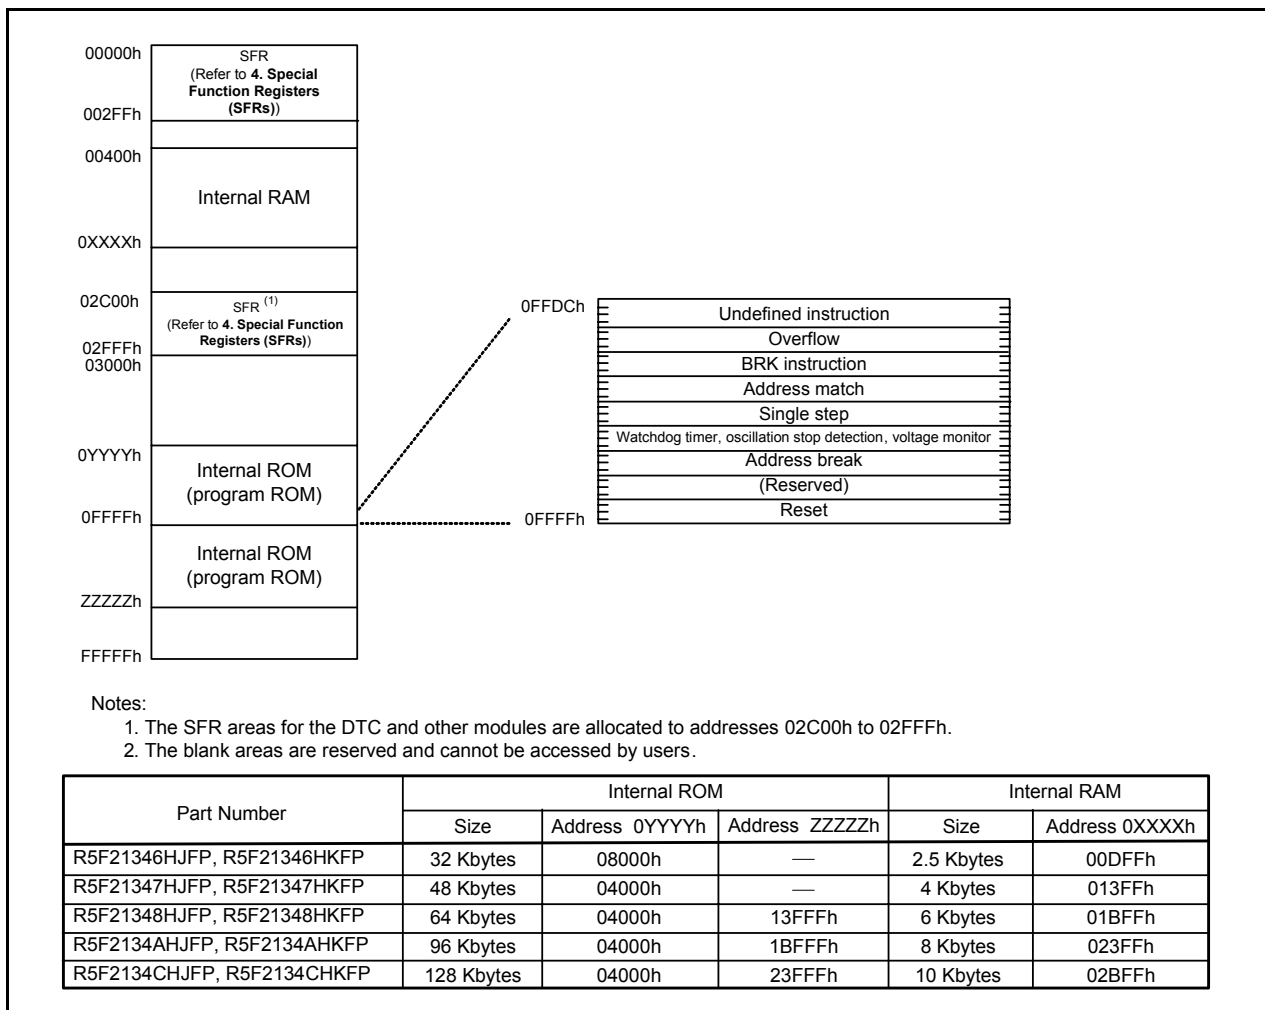 00000h
SFR
(Refer to 4. Special
Function Registers
(SFRs))
002FFh
00400h
Internal RAM
0XXXXh
02C00h
SFR (1)
(Refer to 4. Special Function
Registers (SFRs))
02FFFh
03000h
0YYYYh
Internal ROM
(program ROM)
0FFFFh
Internal ROM
(program ROM)
ZZZZZh
FFFFFh
0FFDCh
Undefined instruction
Overflow
BRK instruction
Address match
Single step
Watchdog timer, oscillation stop detection, voltage monitor
Address break
(Reserved)
Reset
0FFFFh
Notes:
1. The SFR areas for the DTC and other modules are allocated to addresses 02C00h to 02FFFh.
2. The blank areas are reserved and cannot be accessed by users.
Part Number Internal ROM Internal RAM
Size Address 0YYYYh Address ZZZZZh Size Address 0XXXXh
R5F21346HJFP, R5F21346HKFP 32 Kbytes 08000h — 2.5 Kbytes 00DFFh
R5F21347HJFP, R5F21347HKFP 48 Kbytes 04000h — 4 Kbytes 013FFh
R5F21348HJFP, R5F21348HKFP 64 Kbytes 04000h 13FFFh 6 Kbytes 01BFFh
R5F2134AHJFP, R5F2134AHKFP 96 Kbytes 04000h 1BFFFh 8 Kbytes 023FFh
R5F2134CHJFP, R5F2134CHKFP 128 Kbytes 04000h 23FFFh 10 Kbytes 02BFFh